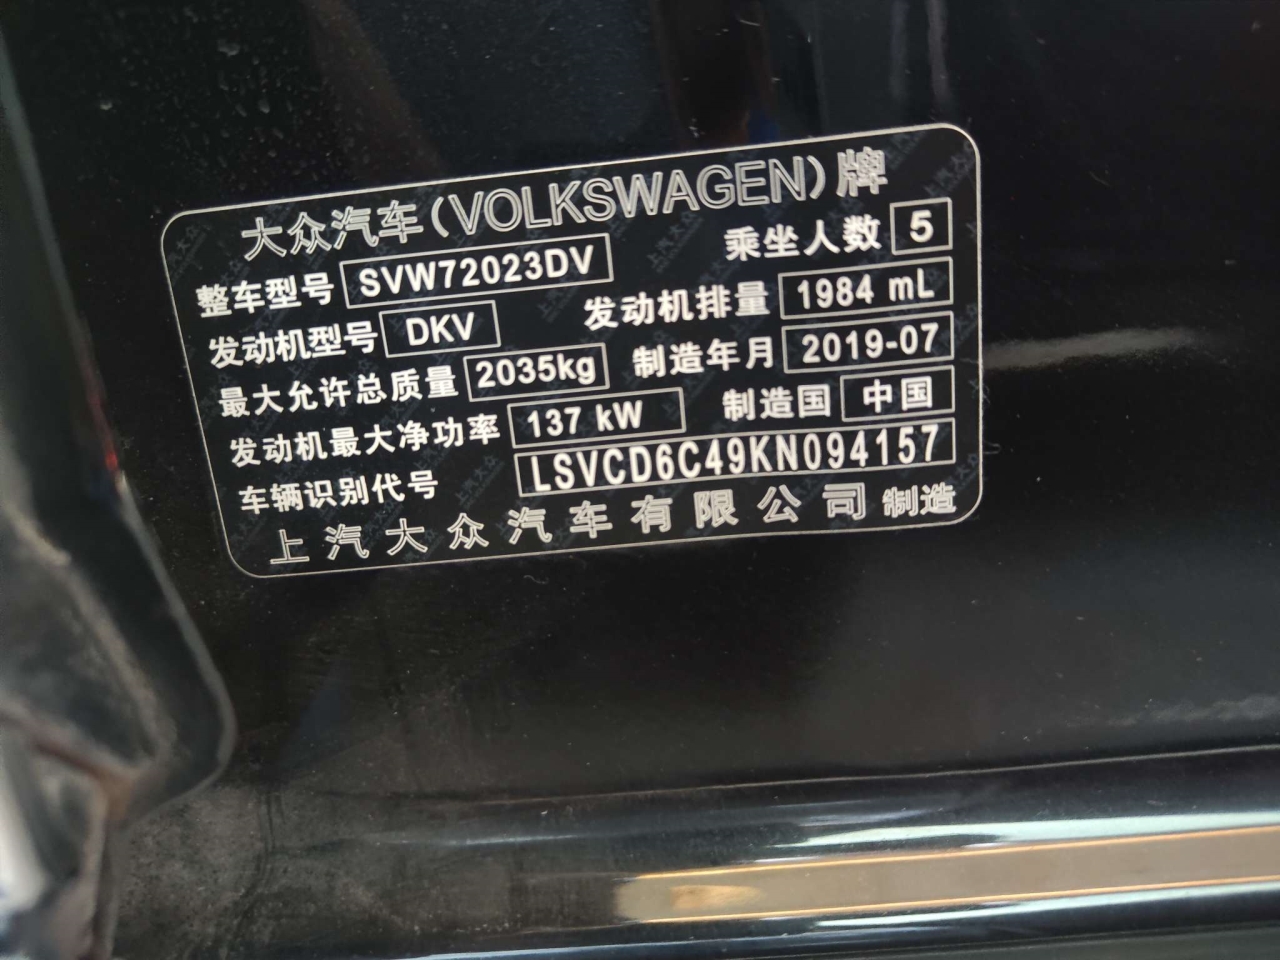 大众汽车(VOLKSWAGEN)牌
整车型号 SVW72023DV 乘坐人数 5
发动机型号 DKV 发动机排量 1984 mL
最大允许总质量 2035kg 制造年月 2019-07
发动机最大净功率 137 kW 制造国 中国
车辆识别代号 LSVCD6C49KN094157
上汽大众汽车有限公司 制造